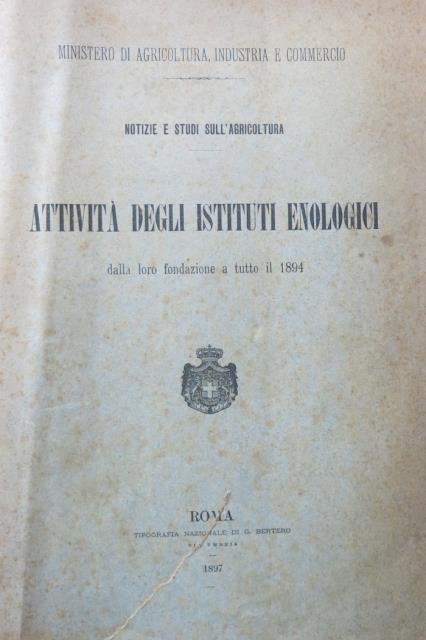 MINISTERO DI AGRICOLTURA, INDUSTRIA E COMMERCIO
NOTIZIE E STUDI SULL'AGRICOLTURA
ATTIVITÀ DEGLI ISTITUTI ENOLOGICI
dalla loro fondazione a tutto il 1894
ROMA
TIPOGRAFIA NAZIONALE DI G. BERTERO
UMBRIA
1897